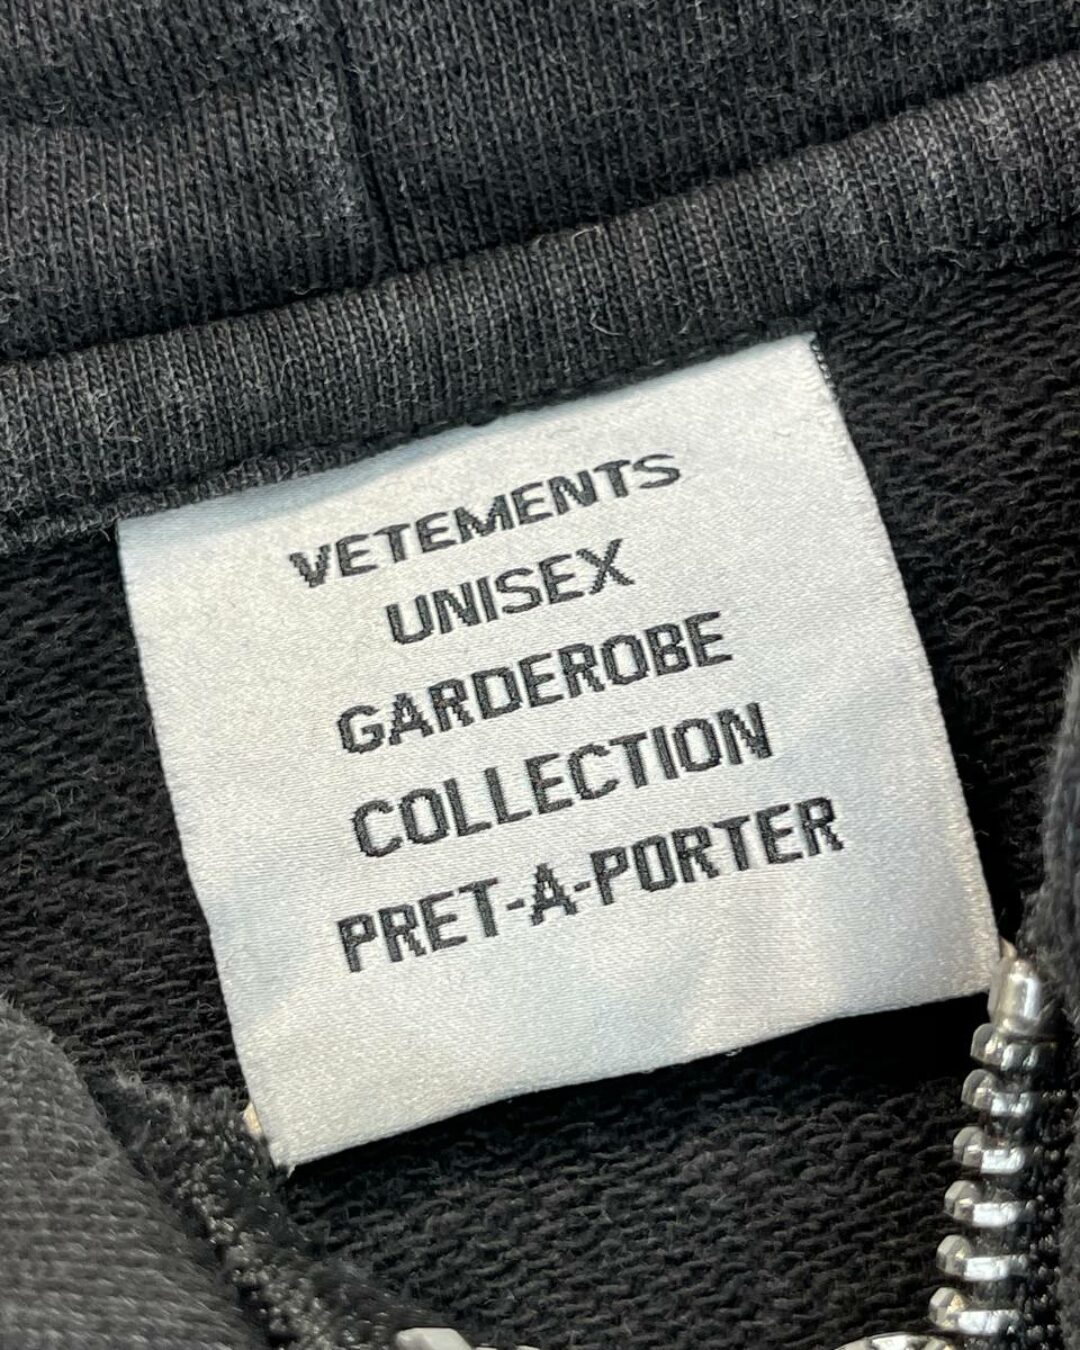 VETEMENTS
UNISEX
GARDEROBE
COLLECTION
PRET-A-PORTER